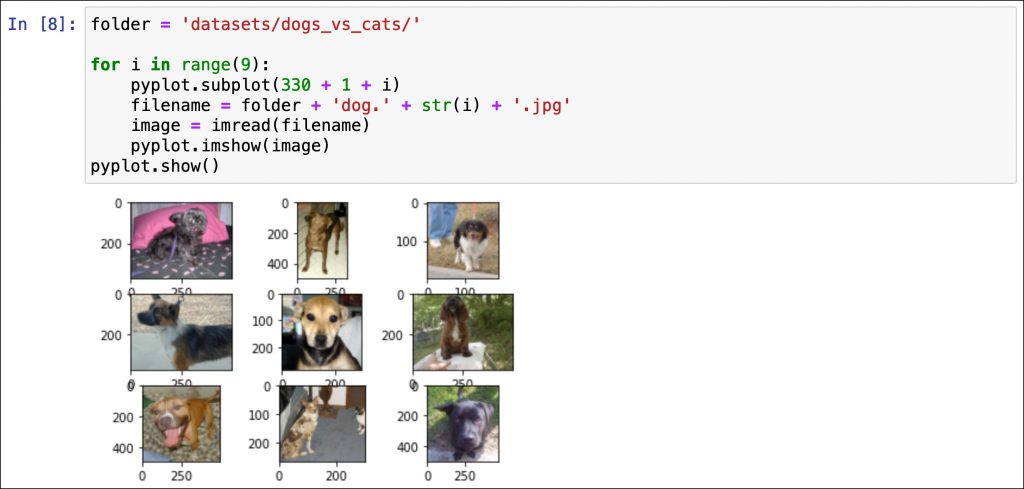 In [8]: folder = 'datasets/dogs_vs_cats/'
for i in range(9):
    pyplot.subplot(330 + 1 + i)
    filename = folder + 'dog.' + str(i) + '.jpg'
    image = imread(filename)
    pyplot.imshow(image)
pyplot.show()
0 0 0
200 200 100
400
0 250 0 250 0 100
0 0 0
200 100 200
200
0 250 0 200 0 250
0 0 0
200 100 200
400 200 400
0 250 0 200 0 250